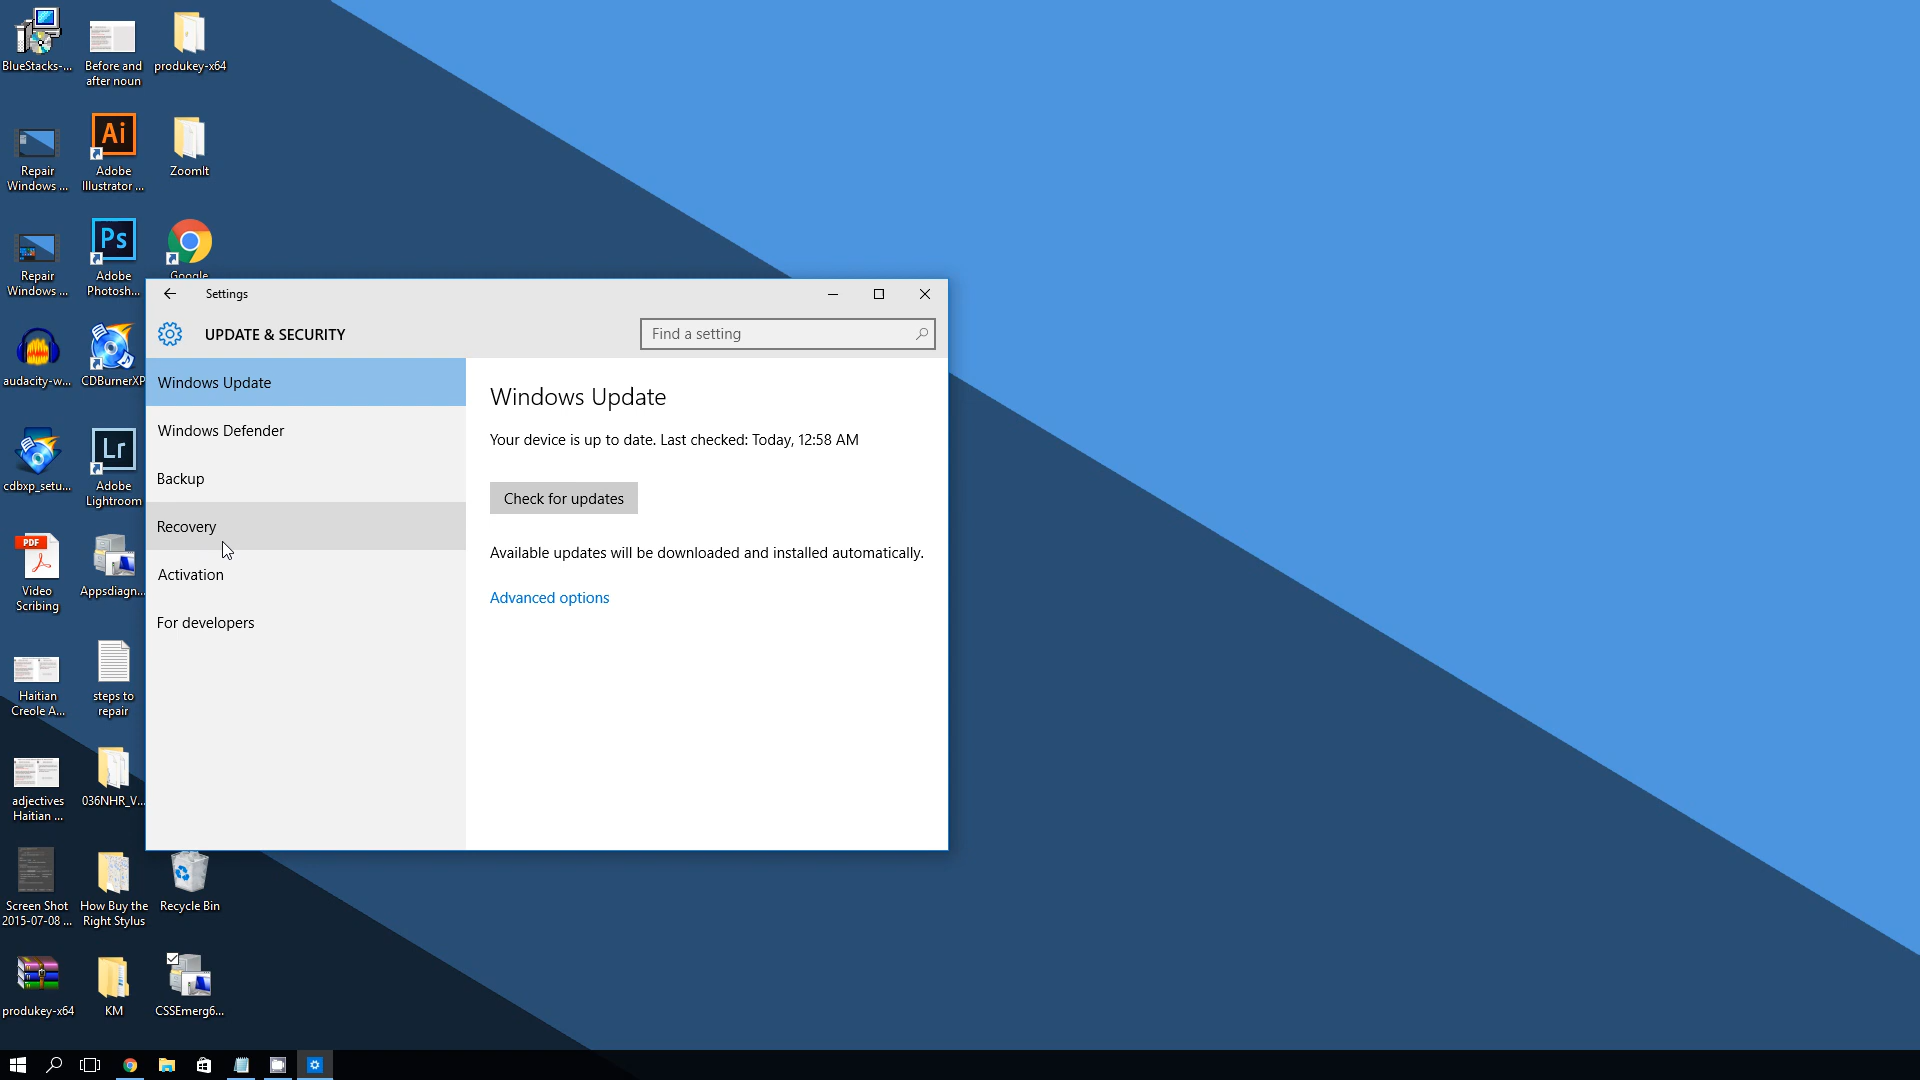 BlueStacks-...
Before and
after noun
produkey-x64
Repair
Windows ...
Ai
Adobe
Illustrator ...
ZoomIt
Repair
Windows ...
Ps
Adobe
Photosh...
Google
audacity-w...
CDBurnerXP
cdbxp_setu...
Lr
Adobe
Lightroom
PDF
Video
Scribing
Appsdiagn...
Haitian
Creole A...
steps to
repair
adjectives
Haitian ...
036NHR_V...
Screen Shot
2015-07-08 ...
How Buy the
Right Stylus
Recycle Bin
produkey-x64
KM
CSSEmerg6...
Settings
UPDATE & SECURITY
Find a setting
Windows Update
Windows Defender
Backup
Recovery
Activation
For developers
Windows Update
Your device is up to date. Last checked: Today, 12:58 AM
Check for updates
Available updates will be downloaded and installed automatically.
Advanced options